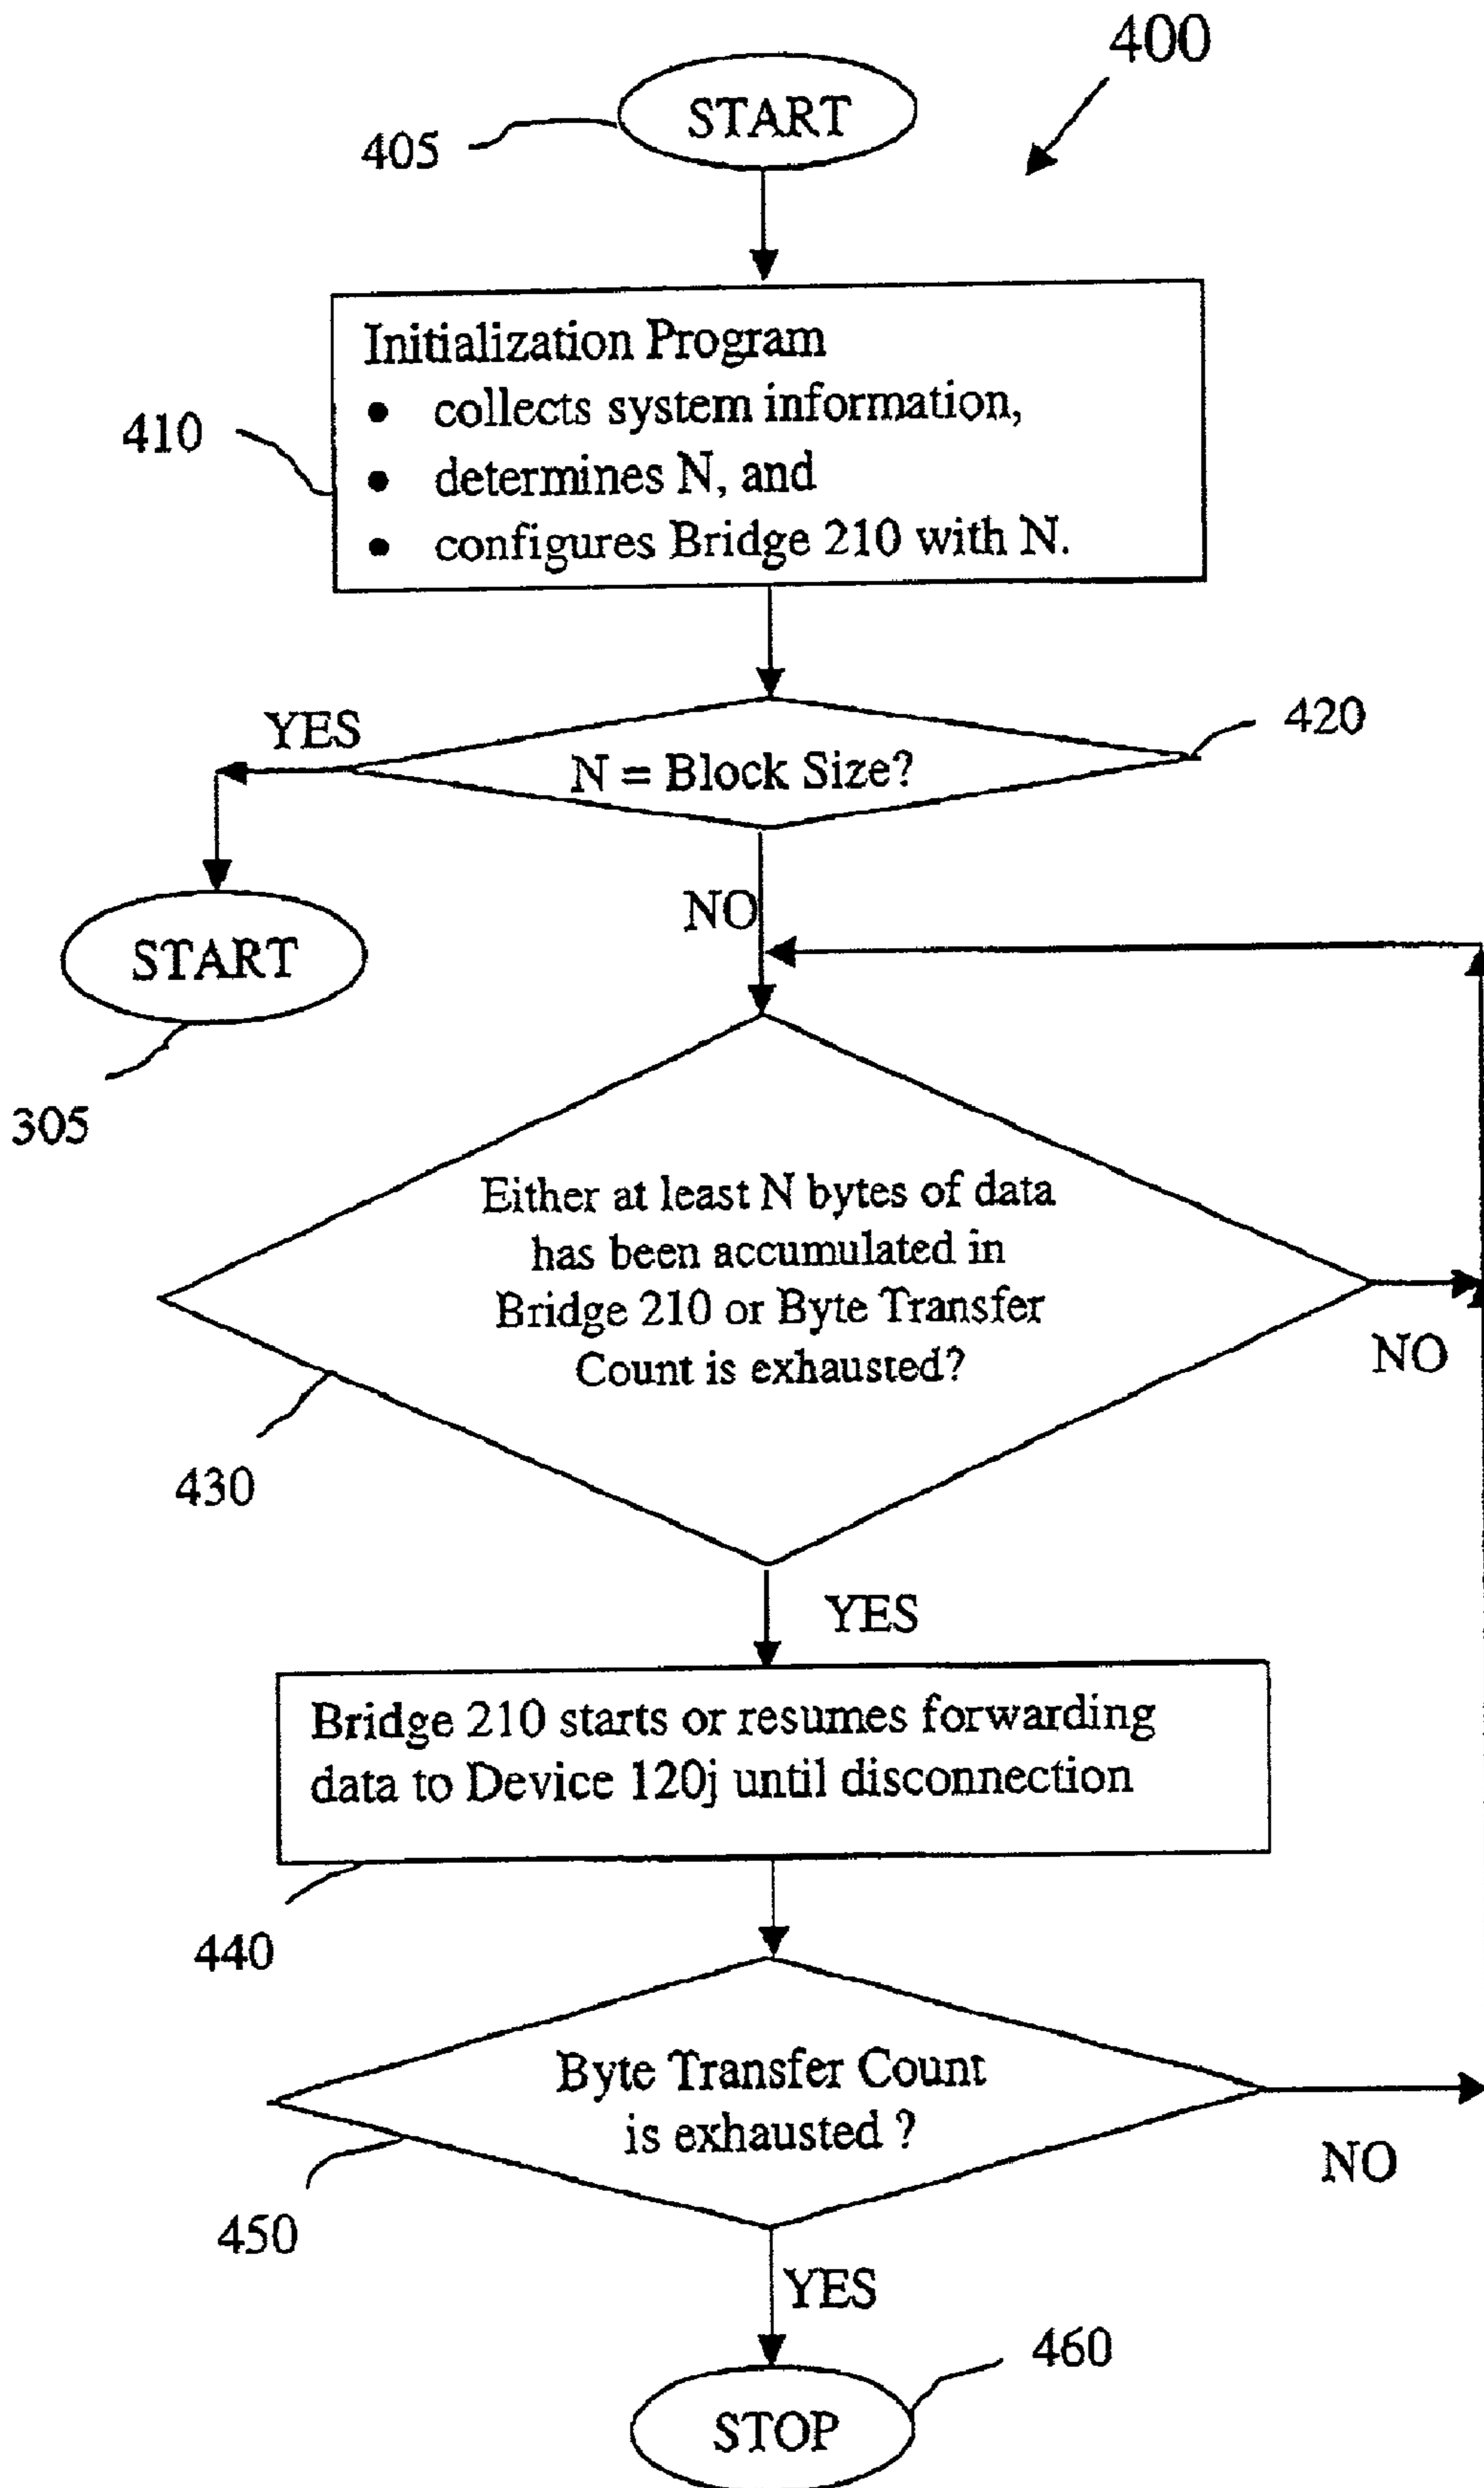 400
START
405
Initialization Program
• collects system information,
• determines N, and
• configures Bridge 210 with N.
410
YES
N = Block Size?
420
NO
START
305
Either at least N bytes of data
has been accumulated in
Bridge 210 or Byte Transfer
Count is exhausted?
NO
430
YES
Bridge 210 starts or resumes forwarding
data to Device 120j until disconnection
440
Byte Transfer Count
is exhausted ?
NO
450
YES
460
STOP